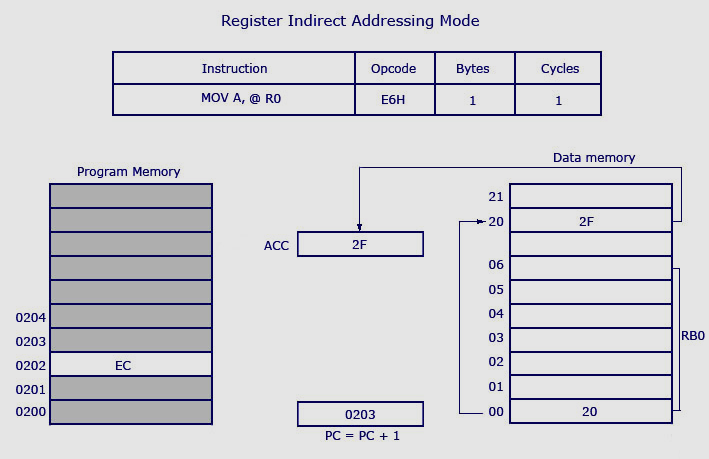 Register Indirect Addressing Mode
Instruction Opcode Bytes Cycles
MOV A, @ R0 E6H 1 1
Program Memory
0204
0203
0202 EC
0201
0200
ACC 2F
0203
PC = PC + 1
Data memory
21
20 2F
06
05
04
03
02
01
00 20
RB0